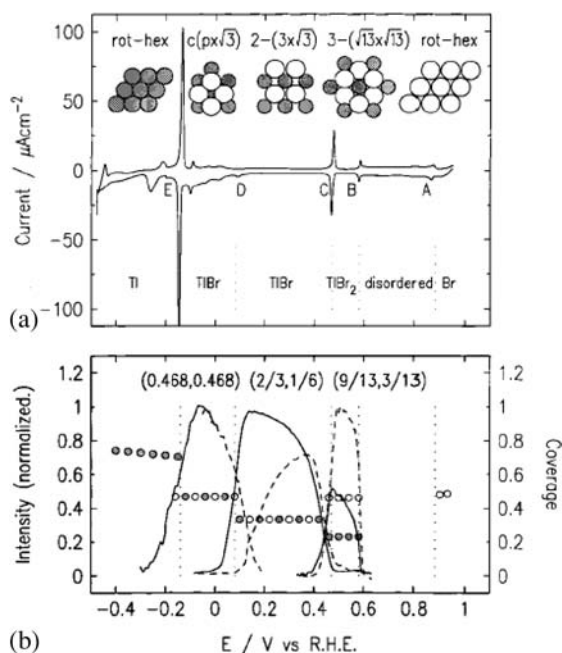 rot-hex c(px√3) 2-(3x√3) 3-(√13x√13) rot-hex
100
50
0
-50
-100
Current / μAcm⁻²
E D C B A
Tl TlBr TlBr TlBr₂ disordered Br
(a)
(0.468,0.468) (2/3,1/6) (9/13,3/13)
1.2 1.2
1 1
0.8 0.8
0.6 0.6
0.4 0.4
0.2 0.2
0 0
Intensity (normalized.)
Coverage
-0.4 -0.2 0 0.2 0.4 0.6 0.8 1
(b)
E / V vs R.H.E.